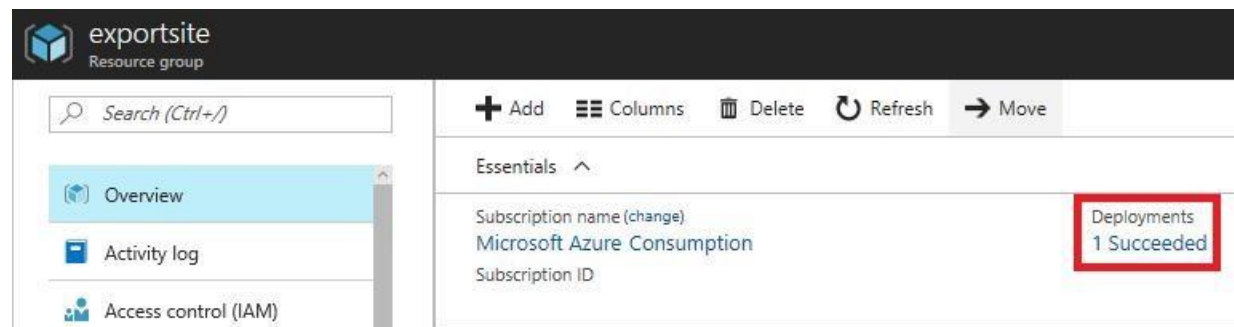 exportsite
Resource group
Search (Ctrl+/)
Overview
Activity log
Access control (IAM)
Add Columns Delete Refresh Move
Essentials
Subscription name (change)
Microsoft Azure Consumption
Subscription ID
Deployments
1 Succeeded